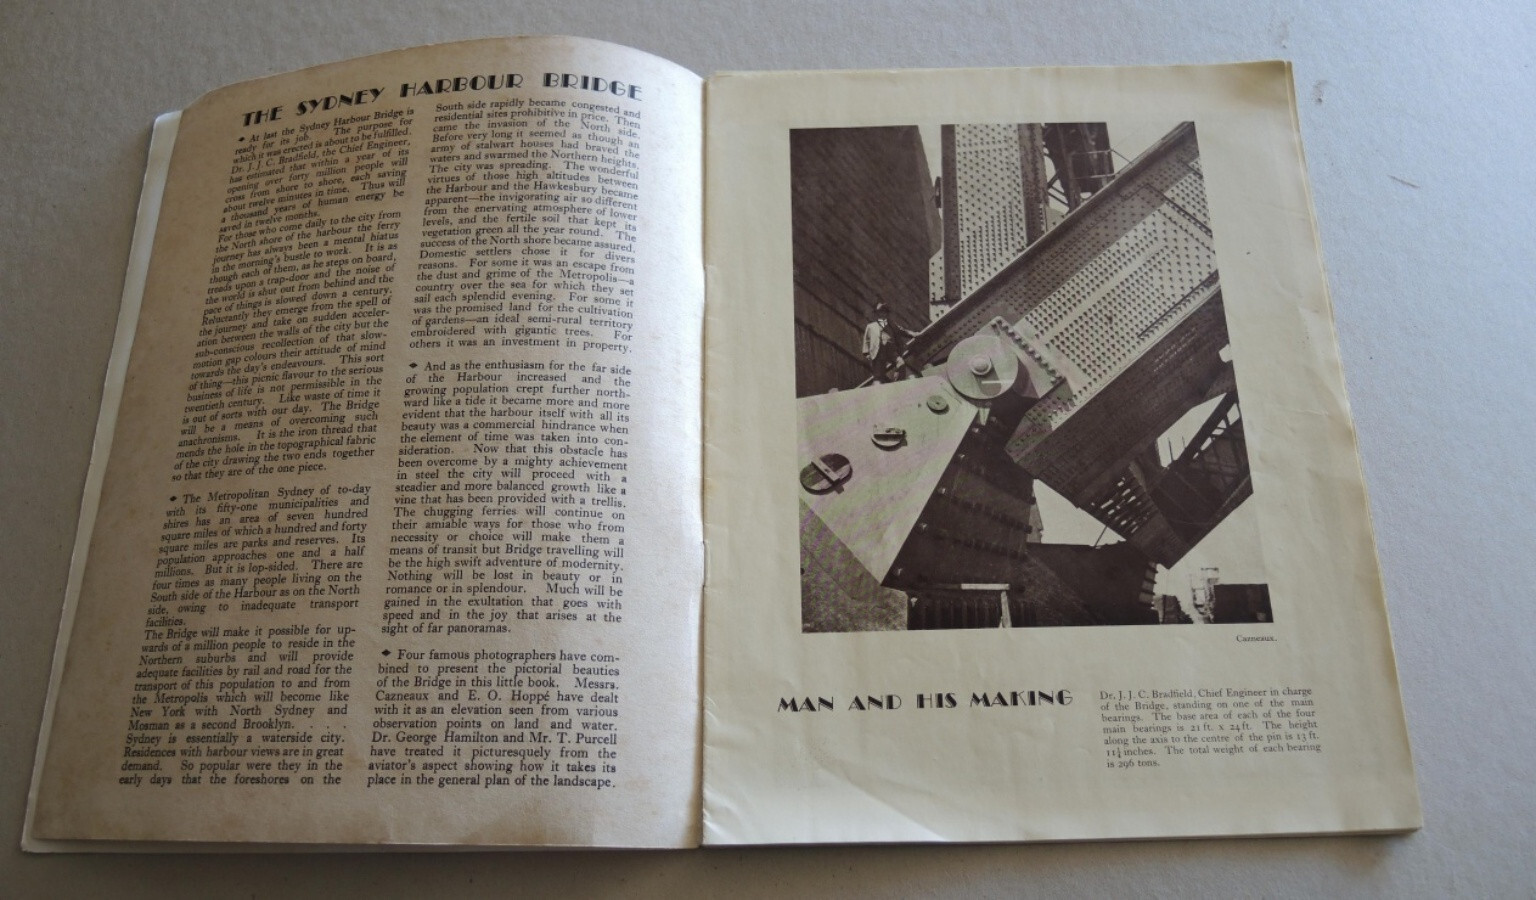 THE SYDNEY HARBOUR BRIDGE
◆ At last the Sydney Harbour Bridge is
ready for its job. The purpose for
which it was erected is about to be fulfilled.
Dr. J. J. C. Bradfield, the Chief Engineer,
has estimated that within a year of its
opening over forty million people will
cross from shore to shore, each saving
about twelve minutes in time. Thus will
a thousand years of human energy be
saved in twelve months.
For those who come daily to the city from
the North shore of the harbour the ferry
journey has always been a mental hiatus
in the morning's bustle to work. It is as
though each of them, as he steps on board,
treads upon a trap-door and the noise of
the world is shut out from behind and the
pace of things is slowed down a century.
Reluctantly they emerge from the spell of
the journey and take on sudden acceler-
ation between the walls of the city but the
sub-conscious recollection of that slow-
motion gap colours their attitude of mind
towards the day's endeavours. This sort
of thing—this picnic flavour to the serious
business of life is not permissible in the
twentieth century. Like waste of time it
is out of sorts with our day. The Bridge
will be a means of overcoming such
anachronisms. It is the iron thread that
mends the hole in the topographical fabric
of the city drawing the two ends together
so that they are of the one piece.
◆ The Metropolitan Sydney of to-day
with its fifty-one municipalities and
shires has an area of seven hundred
square miles of which a hundred and forty
square miles are parks and reserves. Its
population approaches one and a half
millions. But it is lop-sided. There are
four times as many people living on the
South side of the Harbour as on the North
side, owing to inadequate transport
facilities.
The Bridge will make it possible for up-
wards of a million people to reside in the
Northern suburbs and will provide
adequate facilities by rail and road for the
transport of this population to and from
the Metropolis which will become like
New York with North Sydney and
Mosman as a second Brooklyn. . . .
Sydney is essentially a waterside city.
Residences with harbour views are in great
demand. So popular were they in the
early days that the foreshores on the
South side rapidly became congested and
residential sites prohibitive in price. Then
came the invasion of the North side.
Before very long it seemed as though an
army of stalwart houses had braved the
waters and swarmed the Northern heights.
The city was spreading. The wonderful
virtues of those high altitudes between
the Harbour and the Hawkesbury became
apparent—the invigorating air so different
from the enervating atmosphere of lower
levels, and the fertile soil that kept its
vegetation green all the year round. The
success of the North shore became assured.
Domestic settlers chose it for divers
reasons. For some it was an escape from
the dust and grime of the Metropolis—a
country over the sea for which they set
sail each splendid evening. For some it
was the promised land for the cultivation
of gardens—an ideal semi-rural territory
embroidered with gigantic trees. For
others it was an investment in property.
◆ And as the enthusiasm for the far side
of the Harbour increased and the
growing population crept further north-
ward like a tide it became more and more
evident that the harbour itself with all its
beauty was a commercial hindrance when
the element of time was taken into con-
sideration. Now that this obstacle has
been overcome by a mighty achievement
in steel the city will proceed with a
steadier and more balanced growth like a
vine that has been provided with a trellis.
The chugging ferries will continue on
their amiable ways for those who from
necessity or choice will make them a
means of transit but Bridge travelling will
be the high swift adventure of modernity.
Nothing will be lost in beauty or in
romance or in splendour. Much will be
gained in the exultation that goes with
speed and in the joy that arises at the
sight of far panoramas.
◆ Four famous photographers have com-
bined to present the pictorial beauties
of the Bridge in this little book. Messrs.
Cazneaux and E. O. Hoppé have dealt
with it as an elevation seen from various
observation points on land and water.
Dr. George Hamilton and Mr. T. Purcell
have treated it picturesquely from the
aviator's aspect showing how it takes its
place in the general plan of the landscape.
Cazneaux.
MAN AND HIS MAKING
Dr. J. J. C. Bradfield, Chief Engineer in charge
of the Bridge, standing on one of the main
bearings. The base area of each of the four
main bearings is 21 ft. x 24 ft. The height
along the axis to the centre of the pin is 13 ft.
11¼ inches. The total weight of each bearing
is 296 tons.